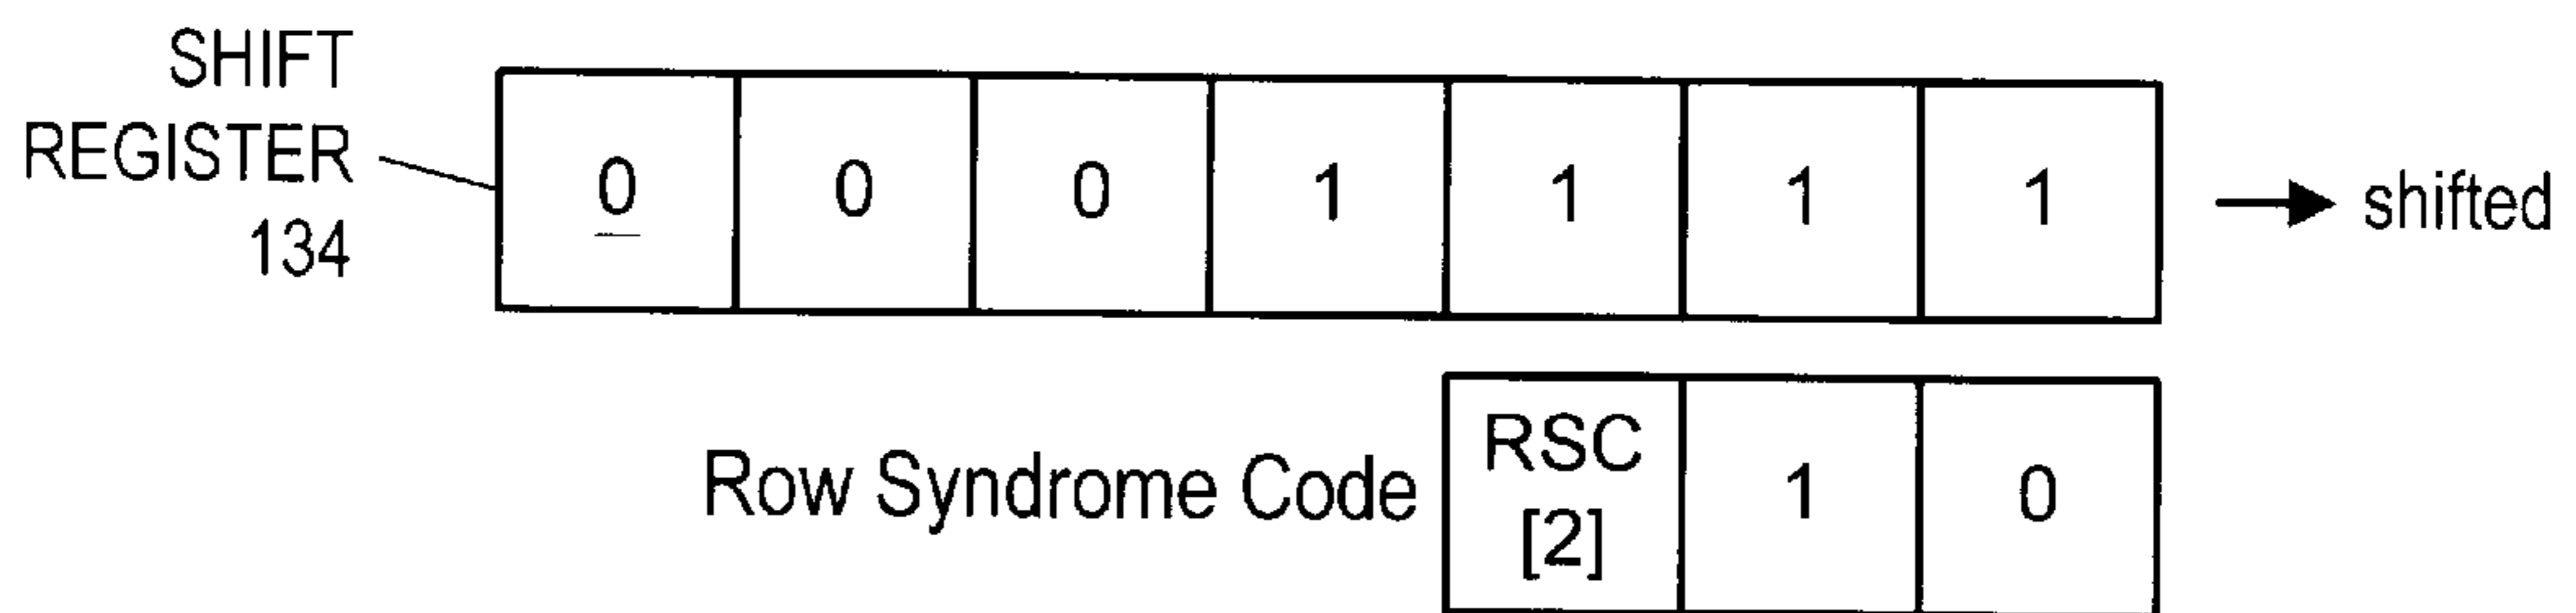 SHIFT
REGISTER
134
0 0 0 1 1 1 1
shifted
Row Syndrome Code
RSC
[2]
1 0